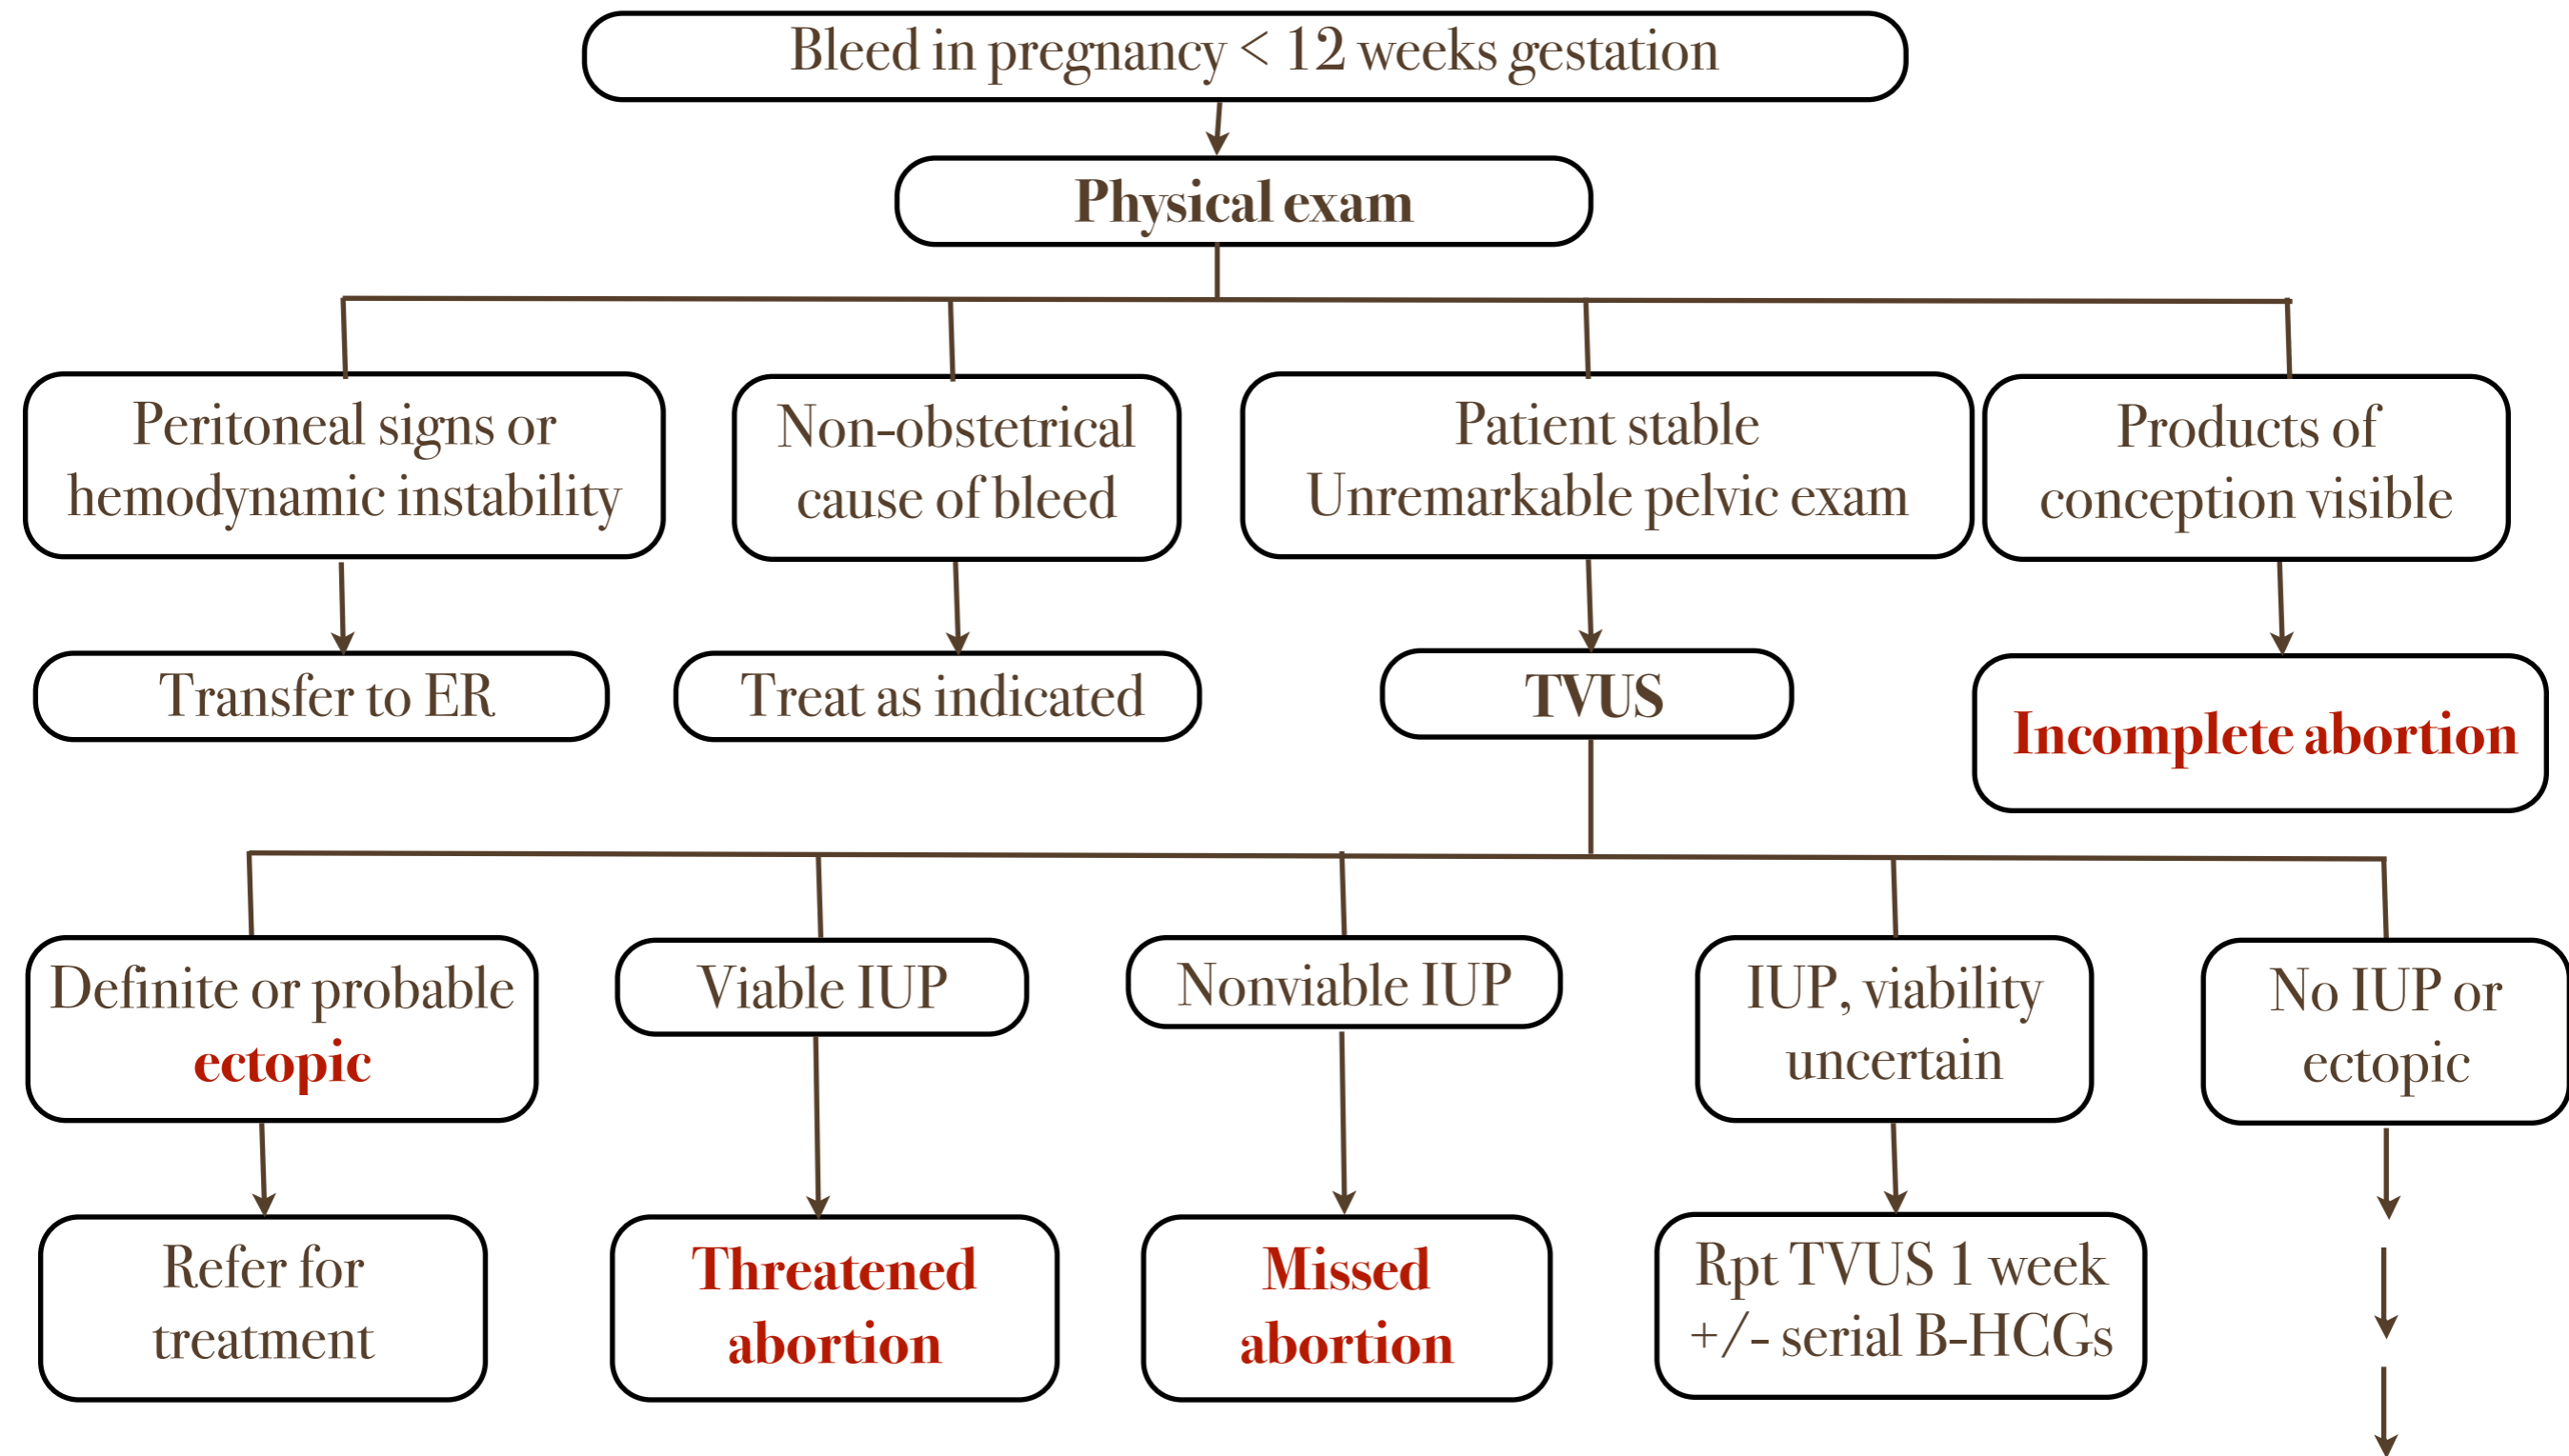 Bleed in pregnancy < 12 weeks gestation
Physical exam
Peritoneal signs or
hemodynamic instability
Non-obstetrical
cause of bleed
Patient stable
Unremarkable pelvic exam
Products of
conception visible
Transfer to ER
Treat as indicated
TVUS
Incomplete abortion
Definite or probable
ectopic
Viable IUP
Nonviable IUP
IUP, viability
uncertain
No IUP or
ectopic
Refer for
treatment
Threatened
abortion
Missed
abortion
Rpt TVUS 1 week
+/- serial B-HCGs